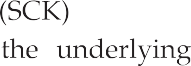 (SCK)
the underlying